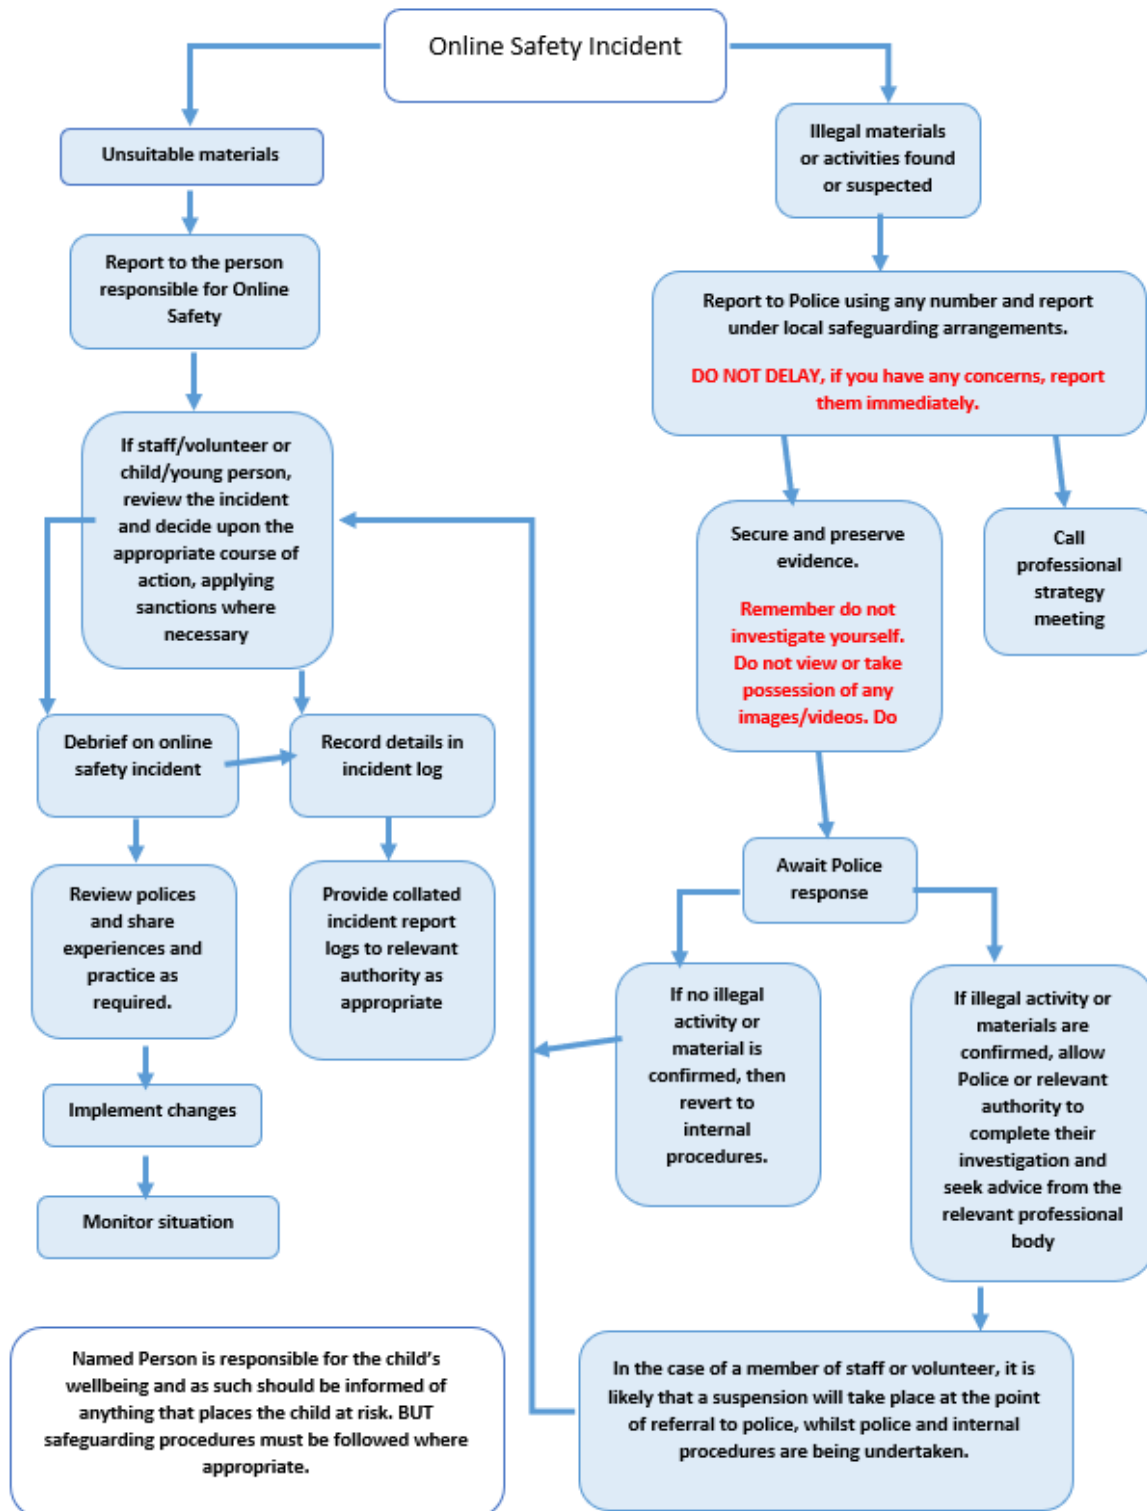 Online Safety Incident
Unsuitable materials
Illegal materials
or activities found
or suspected
Report to the person
responsible for Online
Safety
Report to Police using any number and report
under local safeguarding arrangements.
DO NOT DELAY, if you have any concerns, report
them immediately.
If staff/volunteer or
child/young person,
review the incident
and decide upon the
appropriate course of
action, applying
sanctions where
necessary
Secure and preserve
evidence.
Remember do not
investigate yourself.
Do not view or take
possession of any
images/videos. Do
Call
professional
strategy
meeting
Debrief on online
safety incident
Record details in
incident log
Await Police
response
Review polices
and share
experiences and
practice as
required.
Provide collated
incident report
logs to relevant
authority as
appropriate
If no illegal
activity or
material is
confirmed, then
revert to
internal
procedures.
If illegal activity or
materials are
confirmed, allow
Police or relevant
authority to
complete their
investigation and
seek advice from the
relevant professional
body
Implement changes
Monitor situation
Named Person is responsible for the child's
wellbeing and as such should be informed of
anything that places the child at risk. BUT
safeguarding procedures must be followed where
appropriate.
In the case of a member of staff or volunteer, it is
likely that a suspension will take place at the point
of referral to police, whilst police and internal
procedures are being undertaken.